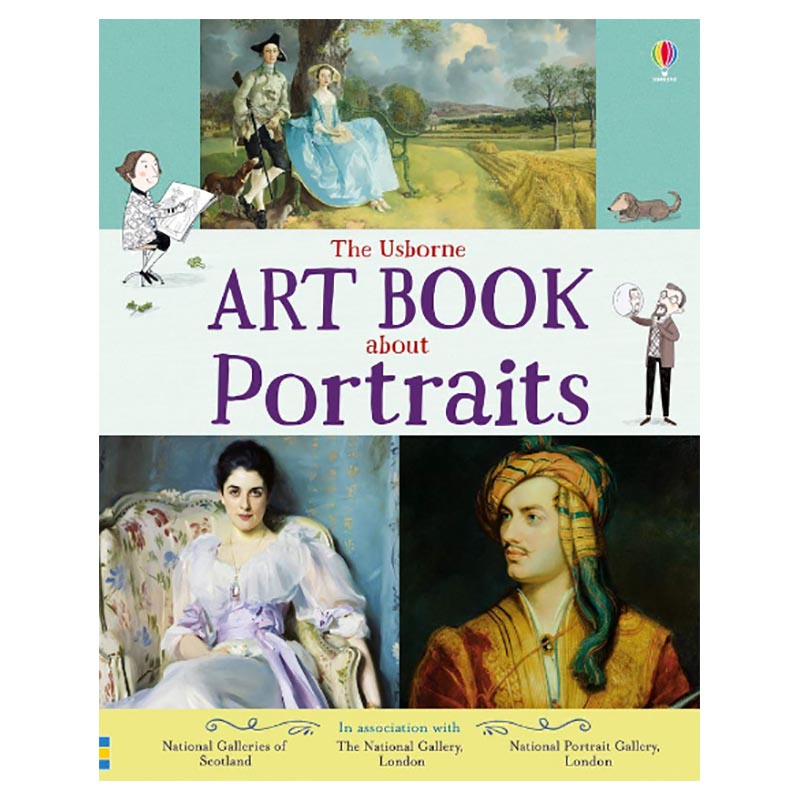 The Usborne
ART BOOK
about
Portraits
In association with
National Galleries of
Scotland
The National Gallery,
London
National Portrait Gallery,
London